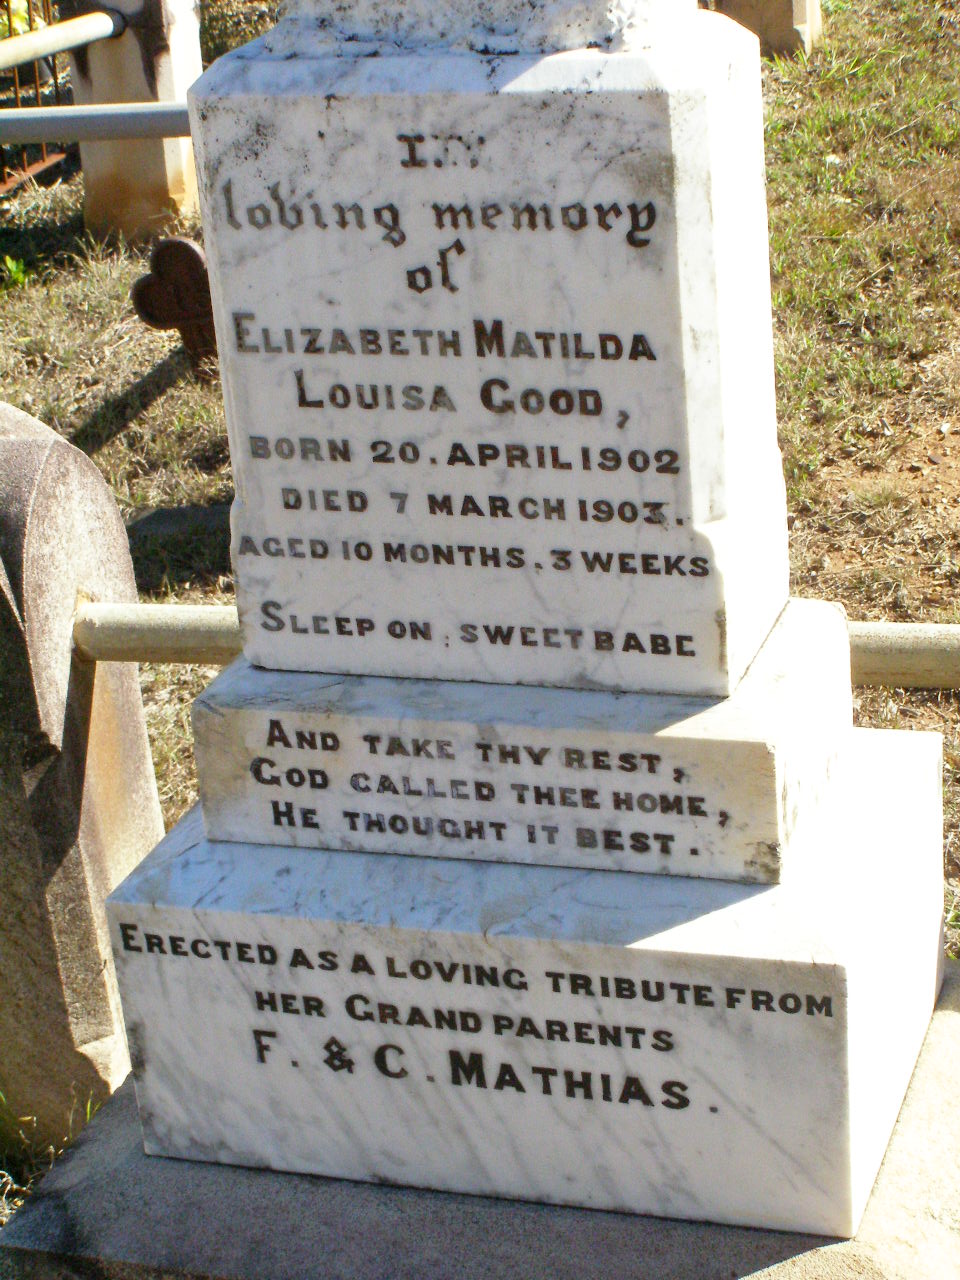 In
loving memory
of
ELIZABETH MATILDA
LOUISA GOOD,
BORN 20. APRIL 1902
DIED 7 MARCH 1903.
AGED 10 MONTHS. 3 WEEKS
SLEEP ON, SWEET BABE
AND TAKE THY REST,
GOD CALLED THEE HOME,
HE THOUGHT IT BEST.
ERECTED AS A LOVING TRIBUTE FROM
HER GRAND PARENTS
F. & C. MATHIAS.